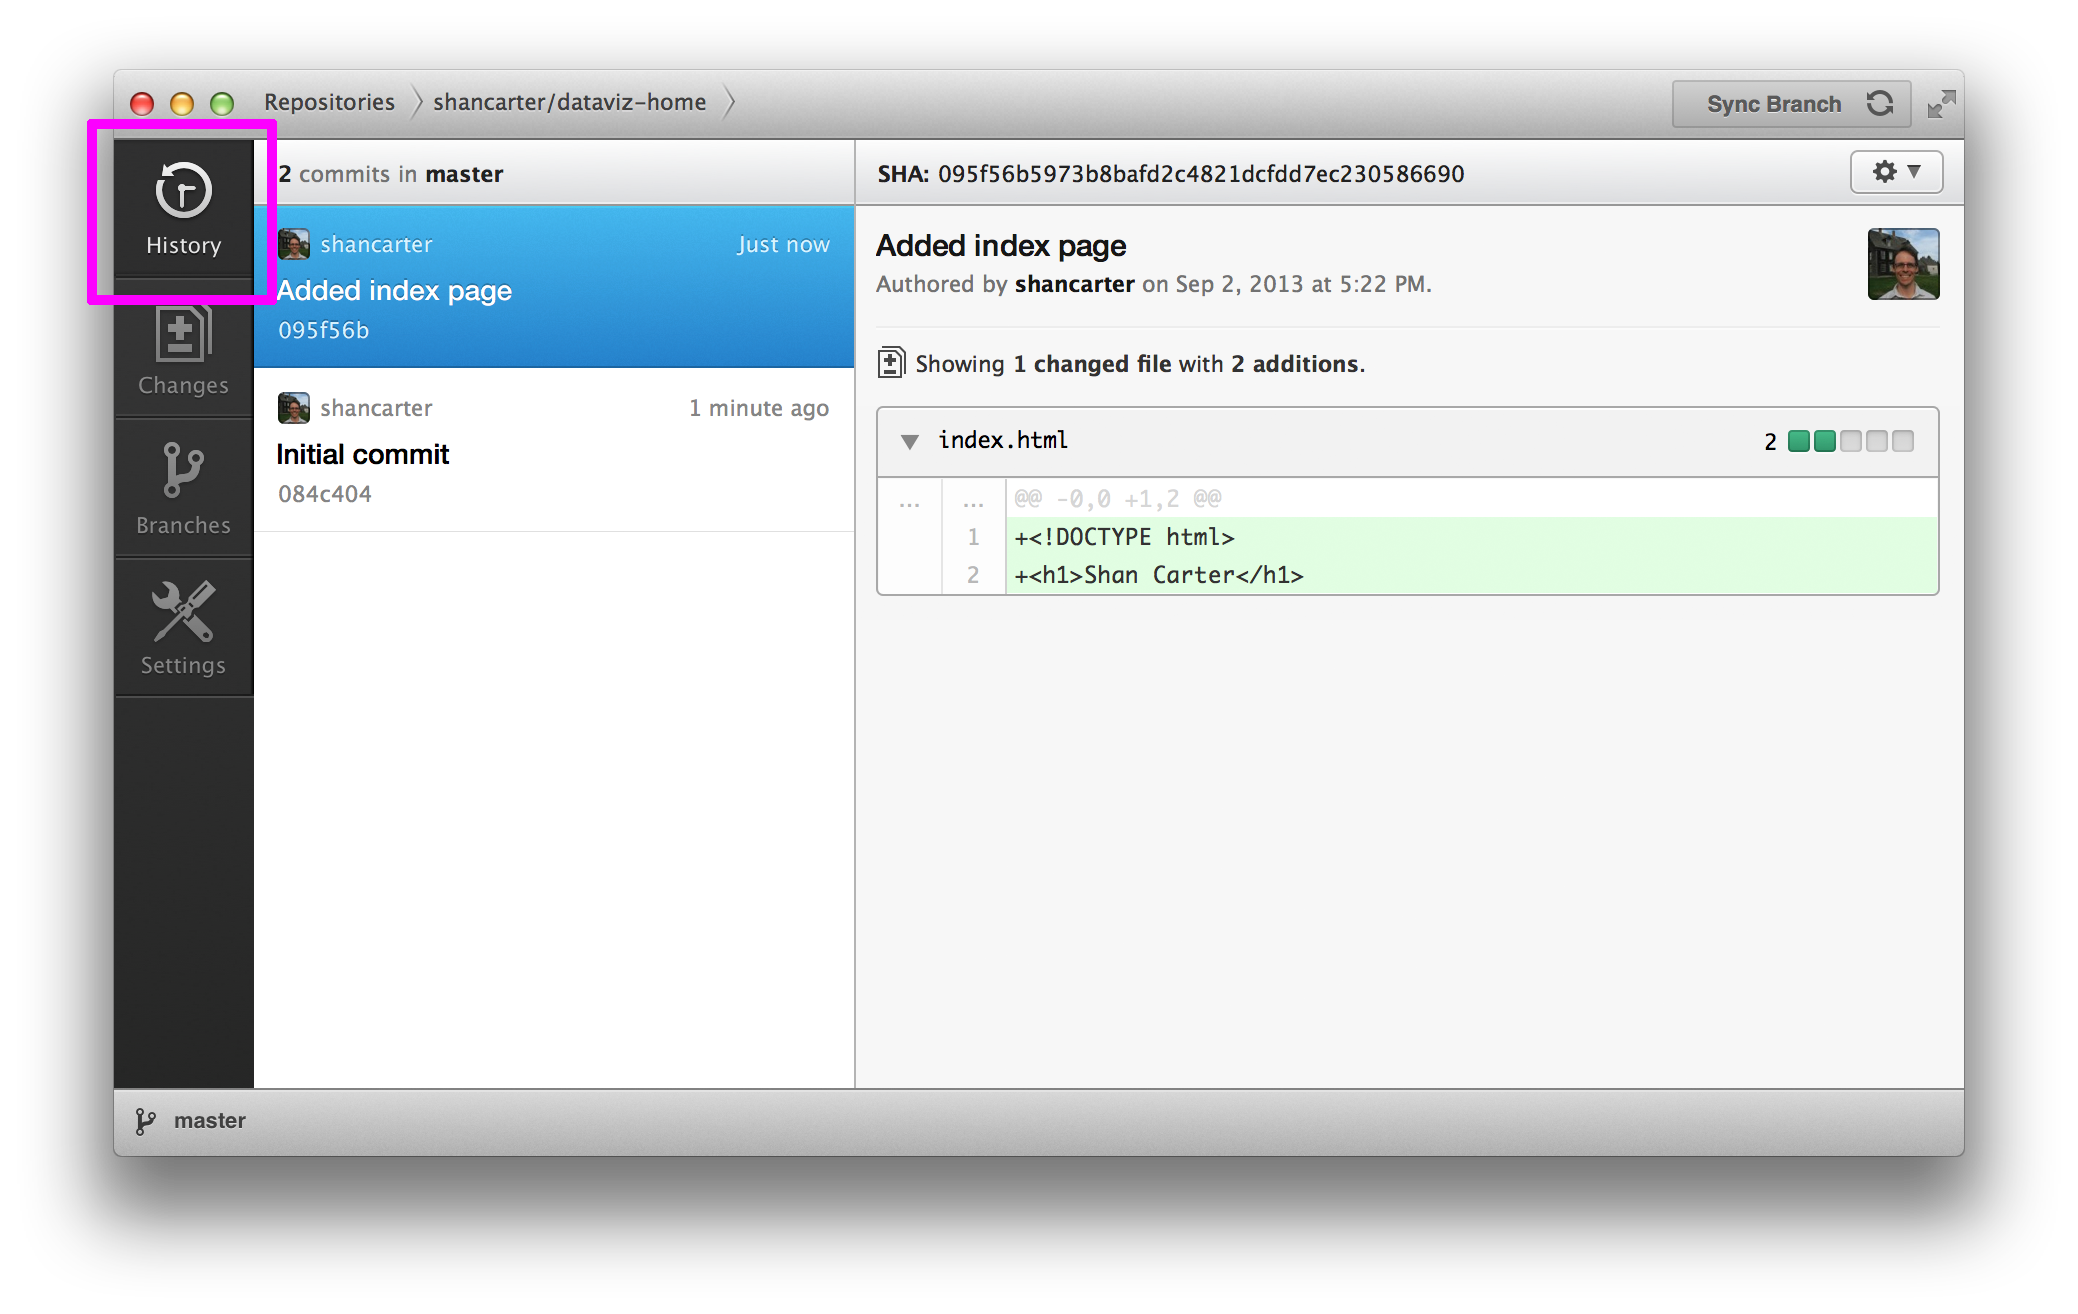 Repositories shancarter/dataviz-home
Sync Branch
History
Changes
Branches
Settings
2 commits in master
shancarter Just now
Added index page
095f56b
shancarter 1 minute ago
Initial commit
084c404
SHA: 095f56b5973b8bafd2c4821dcfdd7ec230586690
Added index page
Authored by shancarter on Sep 2, 2013 at 5:22 PM.
Showing 1 changed file with 2 additions.
index.html 2
... ... @@ -0,0 +1,2 @@
1 +<!DOCTYPE html>
2 +<h1>Shan Carter</h1>
master